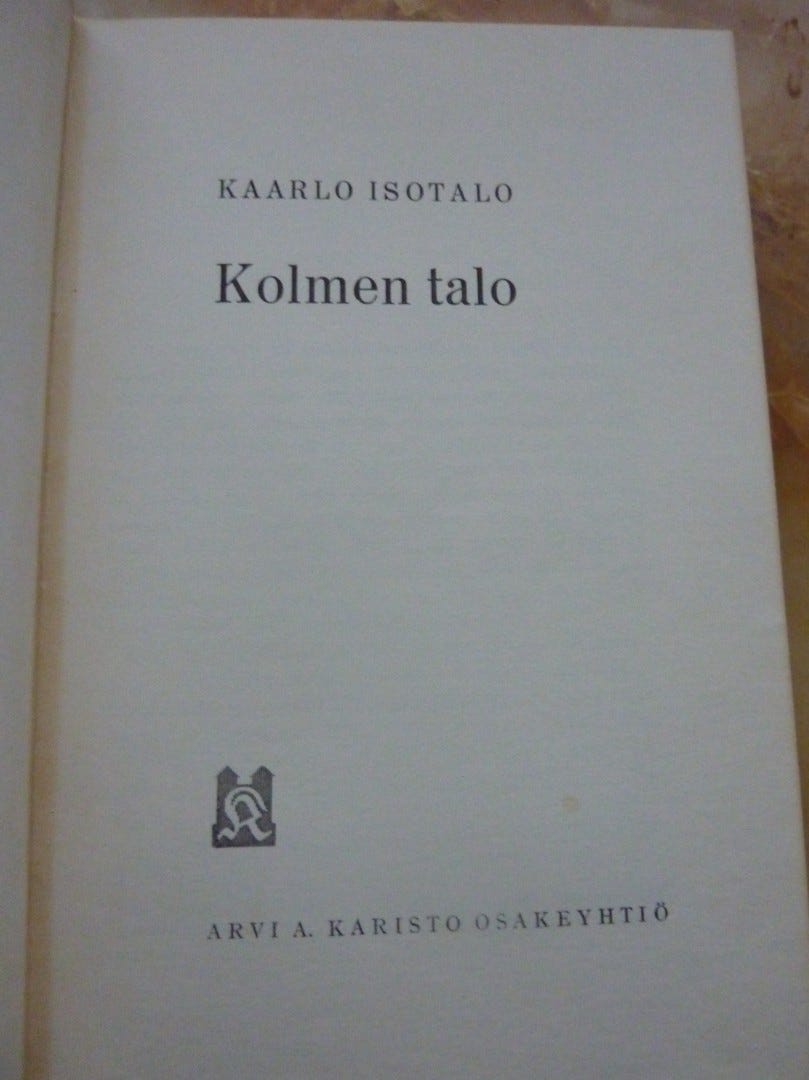 KAARLO ISOTALO
Kolmen talo
K
ARVI A. KARISTO OSAKEYHTIÖ